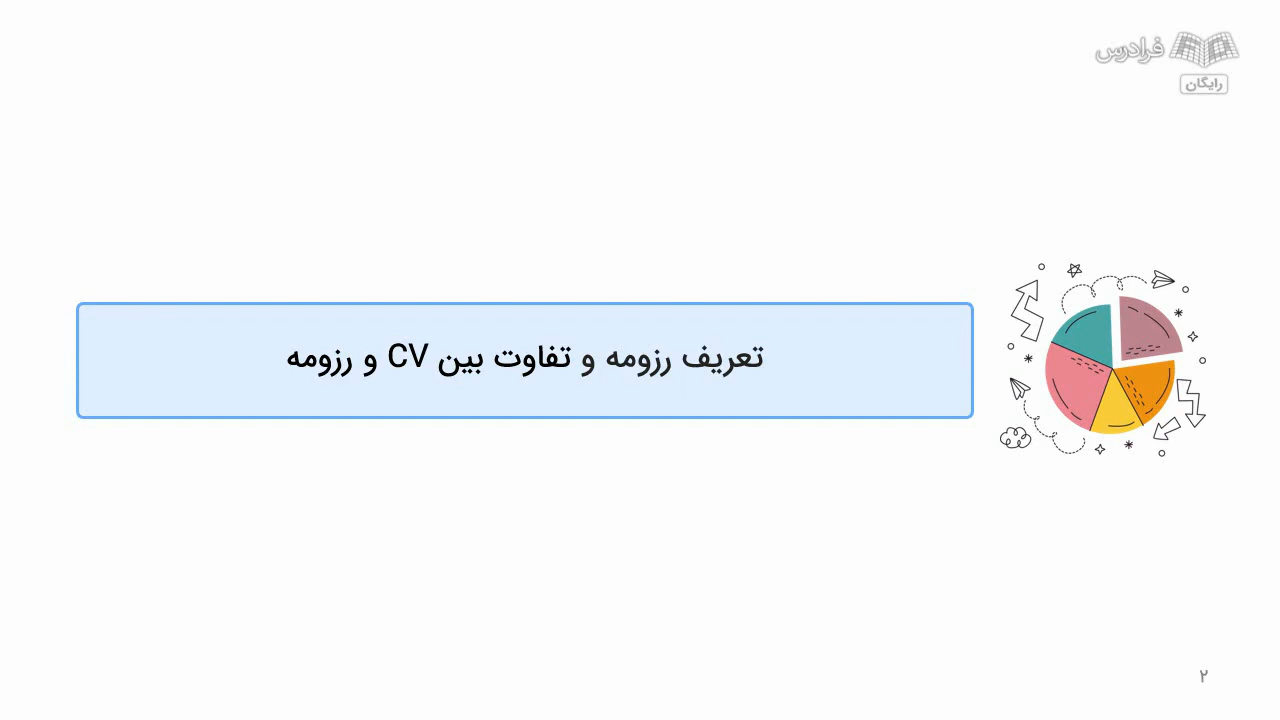 فرادرس
رایگان
تعریف رزومه و تفاوت بین CV و رزومه
۲